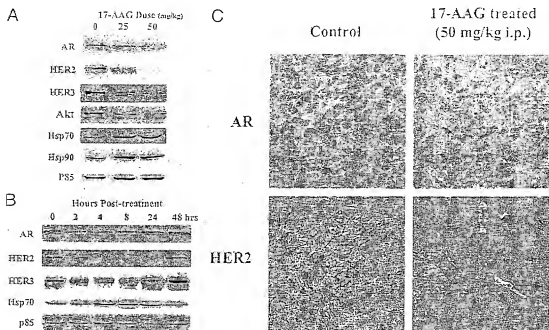 A
17-AAG Dose (mg/kg)
0 25 50
AR
HER2
HER3
Akt
Hsp70
Hsp90
P85
B
Hours Post-treatment
0 2 4 8 24 48 hrs
AR
HER2
HER3
Hsp70
p85
C
Control
17-AAG treated
(50 mg/kg i.p.)
AR
HER2